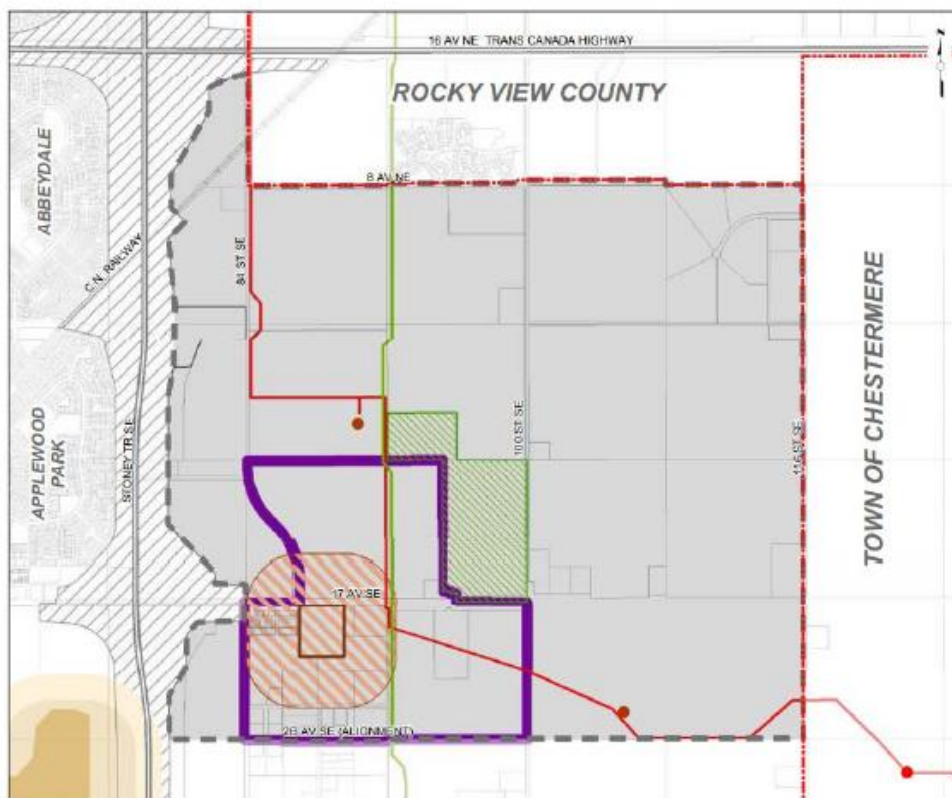 16 AV NE TRANS CANADA HIGHWAY
ROCKY VIEW COUNTY
8 AV NE
ABBEYDALE
C.N. RAILWAY
84 ST SE
APPLEWOOD
PARK
STONEY TR SE
100 ST SE
116 ST SE
TOWN OF CHESTERMERE
17 AV SE
26 AV SE (ALIGNMENT)